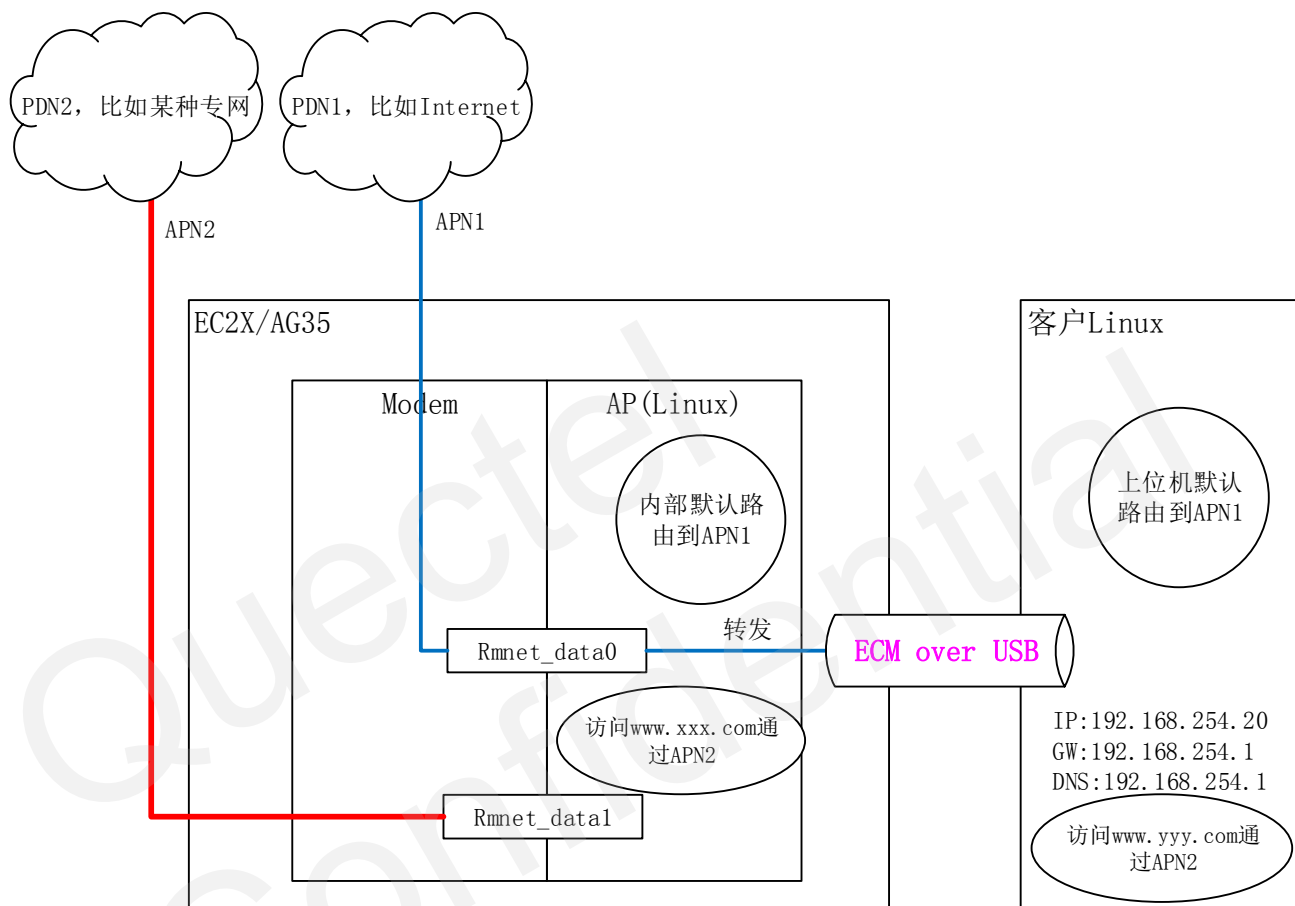 PDN2，比如某种专网
PDN1，比如Internet
APN2
APN1
EC2X/AG35
客户Linux
Modem
AP(Linux)
内部默认路
由到APN1
上位机默认
路由到APN1
转发
Rmnet_data0
ECM over USB
访问www.xxx.com通
过APN2
IP:192.168.254.20
GW:192.168.254.1
DNS:192.168.254.1
Rmnet_data1
访问www.yyy.com通
过APN2
Quectel
Confidential